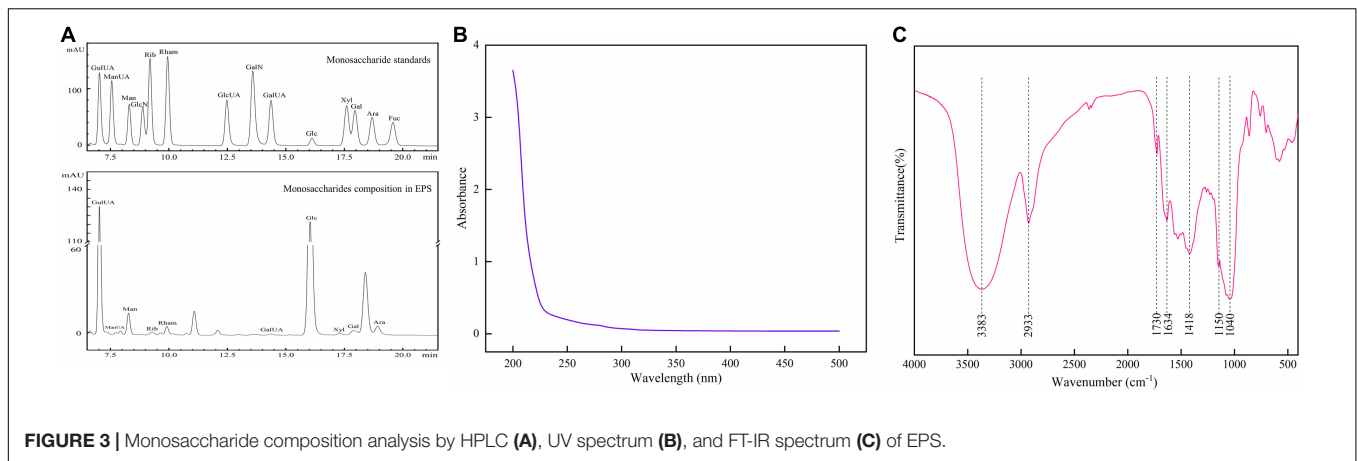 A
mAU
Monosaccharide standards
GulUA
ManUA
Man
GlcN
Rib
Rham
GlcUA
GalN
GalUA
Glc
Xyl
Gal
Ara
Fuc
100
0
7.5 10.0 12.5 15.0 17.5 20.0 min
mAU
Monosaccharides composition in EPS
140
110
60
0
GulUA
ManUA
Man
Rib
Rham
GalUA
Glc
Xyl
Gal
Ara
7.5 10.0 12.5 15.0 17.5 20.0 min
B
Absorbance
4
3
2
1
0
200 250 300 350 400 450 500
Wavelength (nm)
C
Transmittance(%)
3383
2933
1730
1634
1418
1150
1040
4000 3000 2000 1000 500
Wavenumber (cm⁻¹)
FIGURE 3 | Monosaccharide composition analysis by HPLC (A), UV spectrum (B), and FT-IR spectrum (C) of EPS.